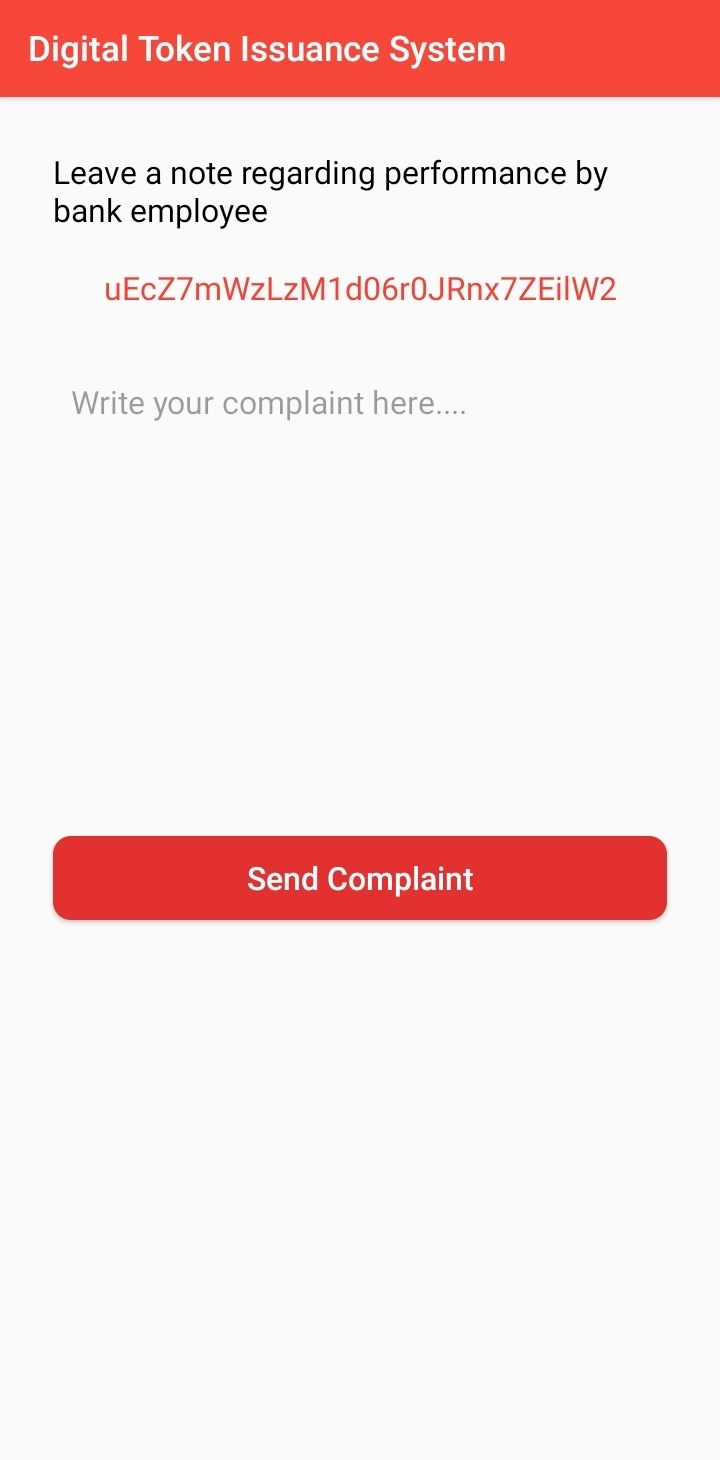 Digital Token Issuance System
Leave a note regarding performance by
bank employee
uEcZ7mWzLzM1d06r0JRnx7ZEilW2
Write your complaint here....
Send Complaint